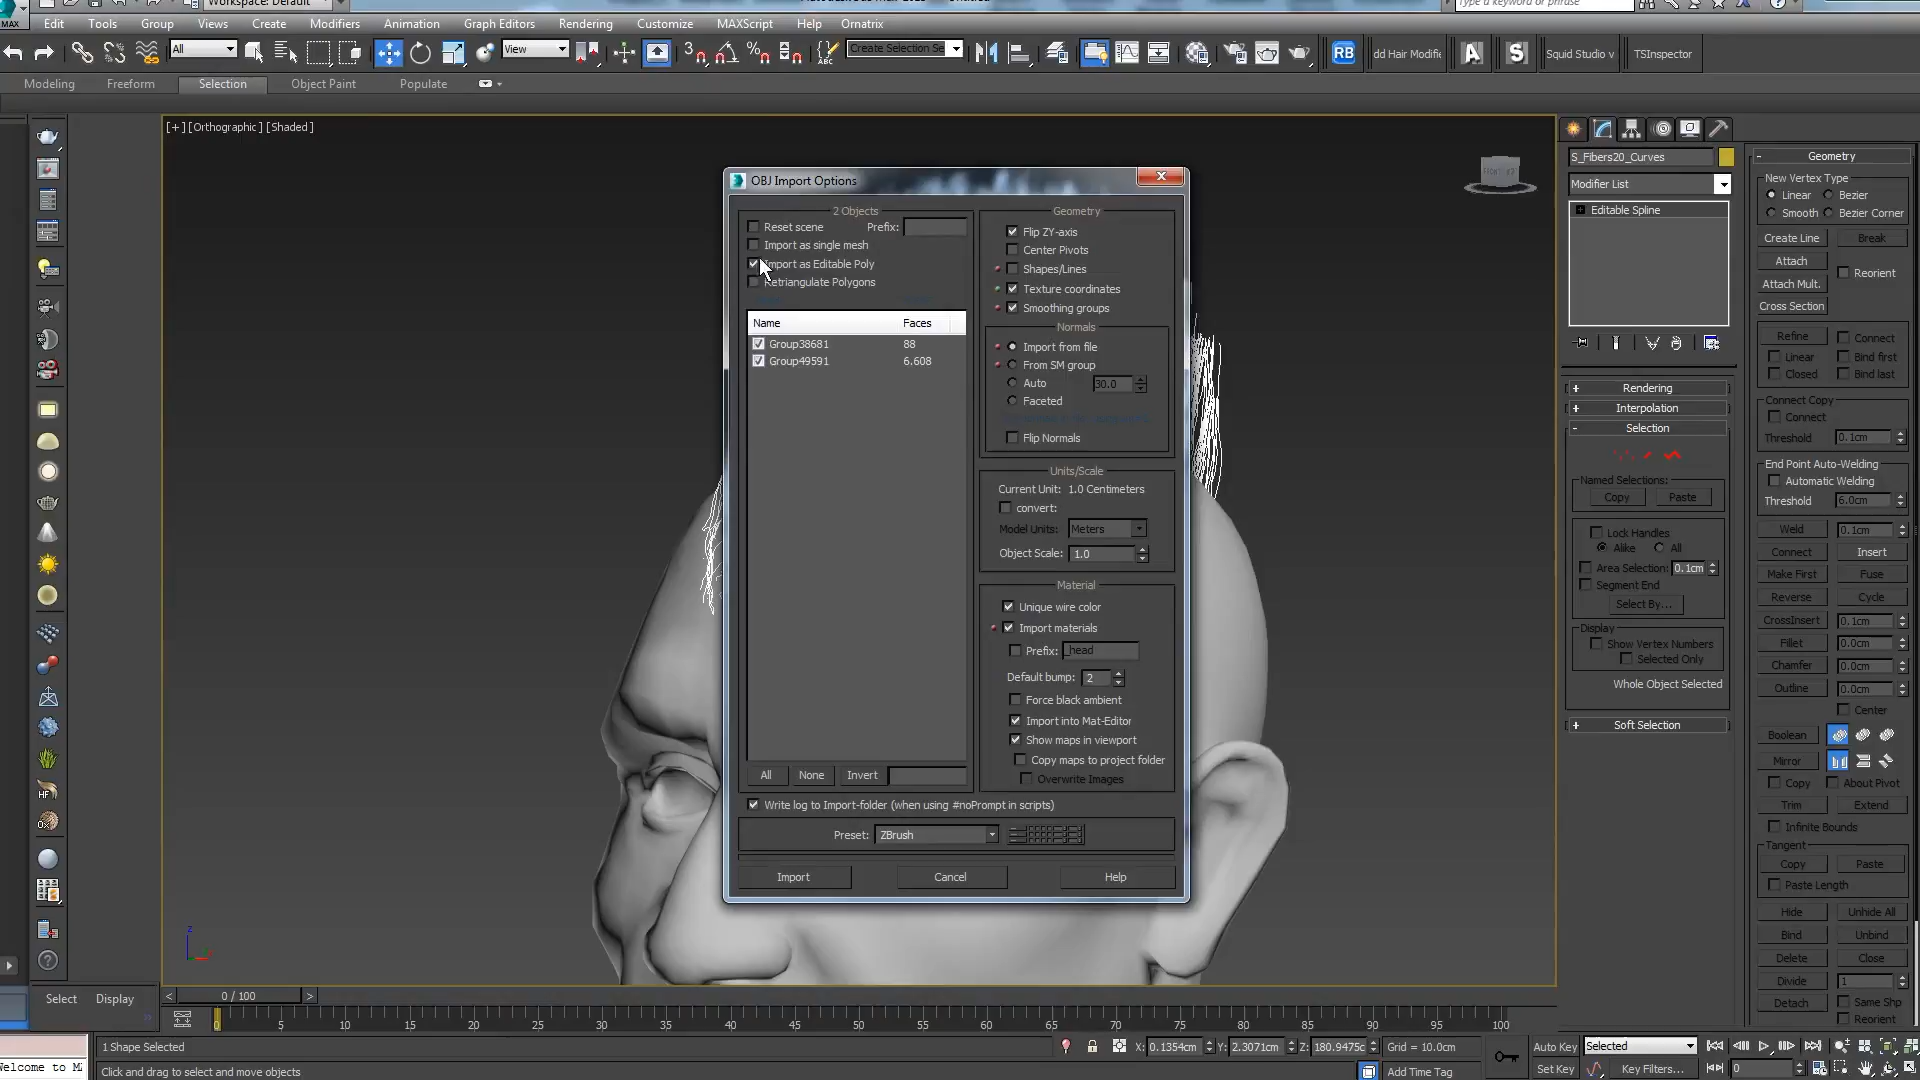 Workspace: Default
Type a keyword or phrase
Edit Tools Group Views Create Modifiers Animation Graph Editors Rendering Customize MAXScript Help Ornatrix
All View Create Selection Se RB dd Hair Modifie A S Squid Studio v TSInspector
Modeling Freeform Selection Object Paint Populate
[+] [Orthographic] [Shaded]
OBJ Import Options
2 Objects
Reset scene Prefix:
Import as single mesh
Import as Editable Poly
Retriangulate Polygons
Name Faces
Group38681 88
Group49591 6.608
All None Invert
Geometry
Flip ZY-axis
Center Pivots
Shapes/Lines
Texture coordinates
Smoothing groups
Normals
Import from file
From SM group
Auto 30.0
Faceted
Flip Normals
Units/Scale
Current Unit: 1.0 Centimeters
convert:
Model Units: Meters
Object Scale: 1.0
Material
Unique wire color
Import materials
Prefix: _head
Default bump: 2
Force black ambient
Import into Mat-Editor
Show maps in viewport
Copy maps to project folder
Overwrite Images
Write log to Import-folder (when using #noPrompt in scripts)
Preset: ZBrush
Import Cancel Help
S_Fibers20_Curves
Modifier List
Editable Spline
+ Rendering
+ Interpolation
- Selection
Named Selections:
Copy Paste
Lock Handles
Alike All
Area Selection: 0.1cm
Segment End
Select By...
Display
Show Vertex Numbers
Selected Only
Whole Object Selected
+ Soft Selection
- Geometry
New Vertex Type
Linear Bezier
Smooth Bezier Corner
Create Line Break
Attach Reorient
Attach Mult.
Cross Section
Refine Connect
Linear Bind first
Closed Bind last
Connect Copy
Connect
Threshold 0.1cm
End Point Auto-Welding
Automatic Welding
Threshold 6.0cm
Weld 0.1cm
Connect Insert
Make First Fuse
Reverse Cycle
CrossInsert 0.1cm
Fillet 0.0cm
Chamfer 0.0cm
Outline 0.0cm
Center
Boolean
Mirror
Copy About Pivot
Trim Extend
Infinite Bounds
Tangent
Copy Paste
Paste Length
Hide Unhide All
Bind Unbind
Delete Close
Divide 1
Detach Same Shp
Reorient
Select Display
< 0 / 100 >
0 5 10 15 20 25 30 35 40 45 50 55 60 65 70 75 80 85 90 95 100
1 Shape Selected X: 0.1354cm Y: 2.3071cm Z: 180.9475c Grid = 10.0cm Auto Key Selected
Click and drag to select and move objects Add Time Tag Set Key Key Filters... 0